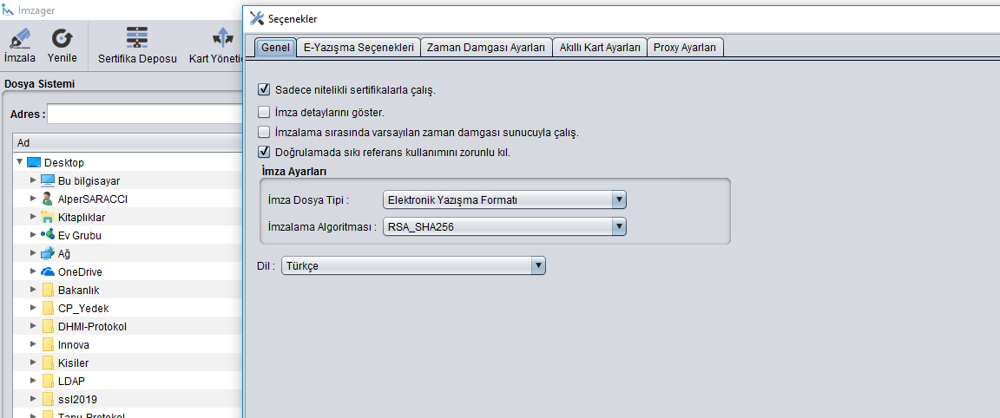 İmzager
İmzala
Yenile
Sertifika Deposu
Kart Yönetic
Dosya Sistemi
Adres :
Ad
Desktop
Bu bilgisayar
AlperSARACCI
Kitaplıklar
Ev Grubu
Ağ
OneDrive
Bakanlık
CP_Yedek
DHMI-Protokol
Innova
Kisiler
LDAP
ssl2019
Tapu-Protokol
Seçenekler
Genel
E-Yazışma Seçenekleri
Zaman Damgası Ayarları
Akıllı Kart Ayarları
Proxy Ayarları
Sadece nitelikli sertifikalarla çalış.
İmza detaylarını göster.
İmzalama sırasında varsayılan zaman damgası sunucuyla çalış.
Doğrulamada sıkı referans kullanımını zorunlu kıl.
İmza Ayarları
İmza Dosya Tipi : Elektronik Yazışma Formatı
İmzalama Algoritması : RSA_SHA256
Dil : Türkçe